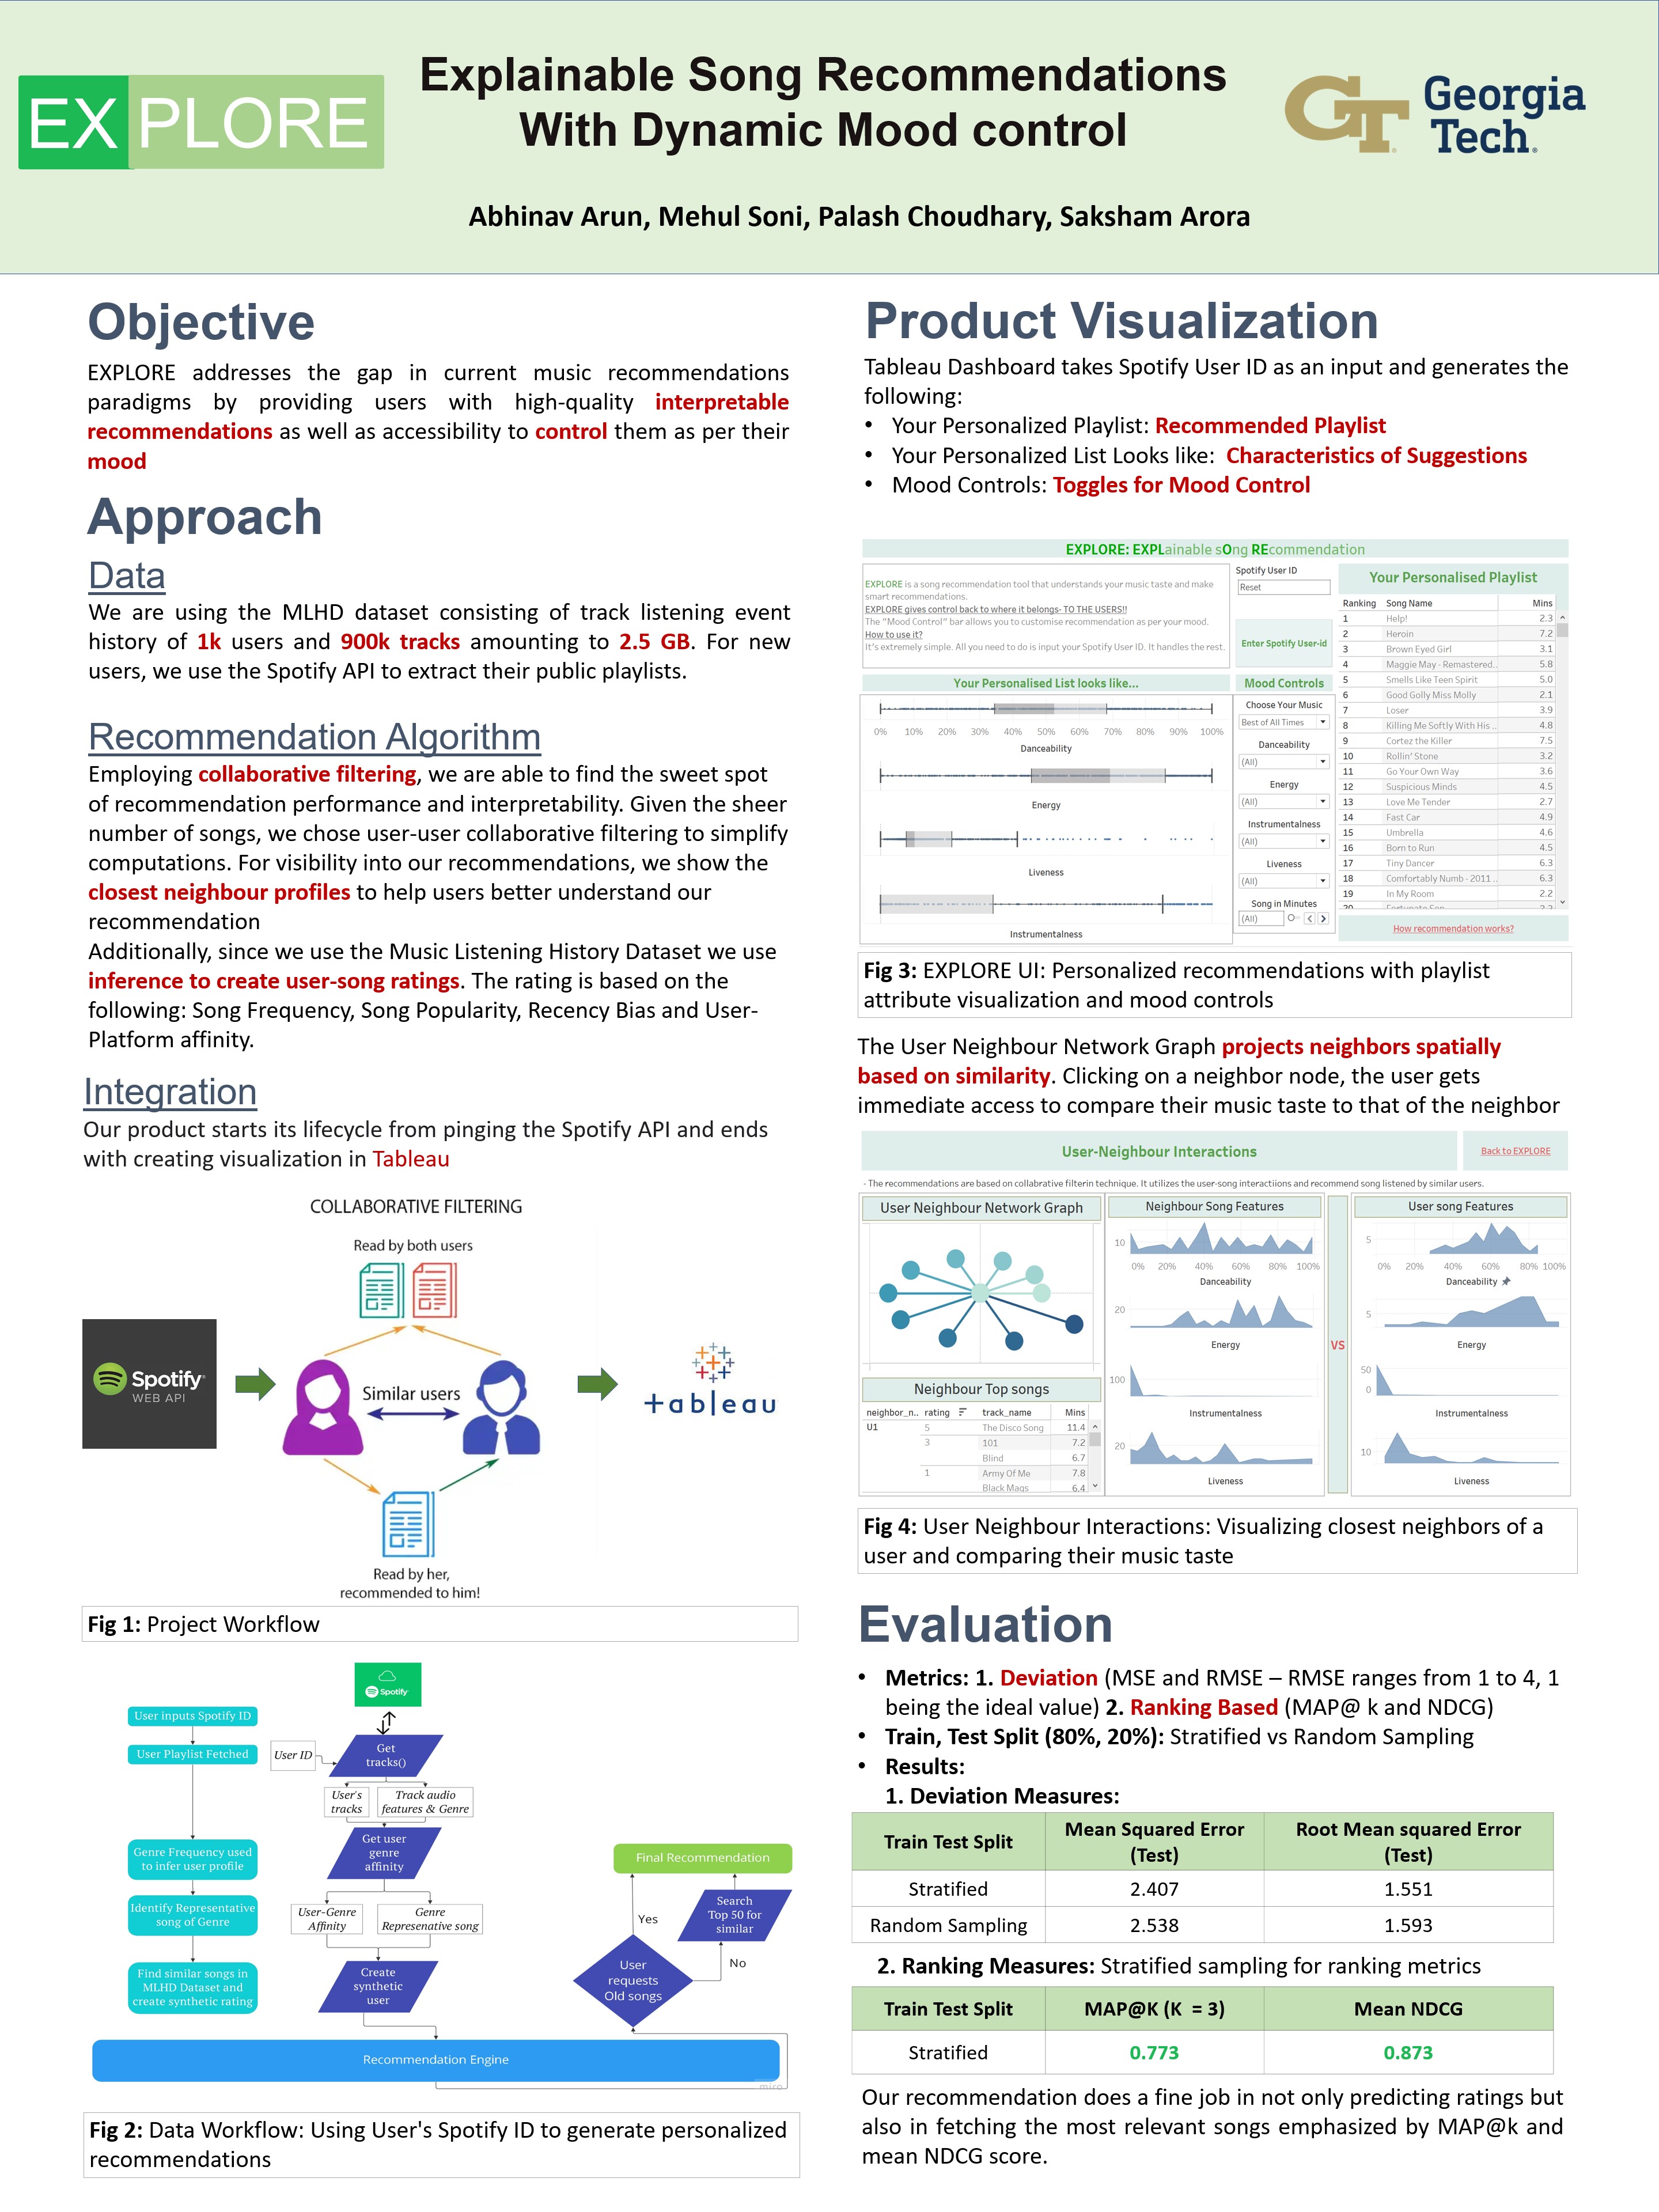 EXPLORE
Explainable Song Recommendations
With Dynamic Mood control
GT Georgia
Tech
Abhinav Arun, Mehul Soni, Palash Choudhary, Saksham Arora
Objective
EXPLORE addresses the gap in current music recommendations
paradigms by providing users with high-quality interpretable
recommendations as well as accessibility to control them as per their
mood
Approach
Data
We are using the MLHD dataset consisting of track listening event
history of 1k users and 900k tracks amounting to 2.5 GB. For new
users, we use the Spotify API to extract their public playlists.
Recommendation Algorithm
Employing collaborative filtering, we are able to find the sweet spot
of recommendation performance and interpretability. Given the sheer
number of songs, we chose user-user collaborative filtering to simplify
computations. For visibility into our recommendations, we show the
closest neighbour profiles to help users better understand our
recommendation
Additionally, since we use the Music Listening History Dataset we use
inference to create user-song ratings. The rating is based on the
following: Song Frequency, Song Popularity, Recency Bias and User-
Platform affinity.
Integration
Our product starts its lifecycle from pinging the Spotify API and ends
with creating visualization in Tableau
COLLABORATIVE FILTERING
Read by both users
Spotify
WEB API
Similar users
+ableau
Read by her,
recommended to him!
Fig 1: Project Workflow
Spotify
User inputs Spotify ID
User Playlist Fetched
User ID
Get
tracks()
User's
tracks
Track audio
features & Genre
Get user
genre
affinity
Genre Frequency used
to infer user profile
Final Recommendation
Identify Representative
song of Genre
User-Genre
Affinity
Genre
Represenative song
Search
Top 50 for
similar
Yes
No
User
requests
Old songs
Find similar songs in
MLHD Dataset and
create synthetic rating
Create
synthetic
user
Recommendation Engine
miro
Fig 2: Data Workflow: Using User's Spotify ID to generate personalized
recommendations
Product Visualization
Tableau Dashboard takes Spotify User ID as an input and generates the
following:
• Your Personalized Playlist: Recommended Playlist
• Your Personalized List Looks like: Characteristics of Suggestions
• Mood Controls: Toggles for Mood Control
EXPLORE: EXPLainable sOng REcommendation
EXPLORE is a song recommendation tool that understands your music taste and make
smart recommendations.
EXPLORE gives control back to where it belongs- TO THE USERS!!
The "Mood Control" bar allows you to customise recommendation as per your mood.
How to use it?
It's extremely simple. All you need to do is input your Spotify User ID. It handles the rest.
Spotify User ID
Reset
Enter Spotify User-id
Your Personalised List looks like...
0% 10% 20% 30% 40% 50% 60% 70% 80% 90% 100%
Danceability
Energy
Liveness
Instrumentalness
Mood Controls
Choose Your Music
Best of All Times
Danceability
(All)
Energy
(All)
Instrumentalness
(All)
Liveness
(All)
Song in Minutes
(All)
Your Personalised Playlist
Ranking Song Name Mins
1 Help! 2.3
2 Heroin 7.2
3 Brown Eyed Girl 3.1
4 Maggie May - Remastered.. 5.8
5 Smells Like Teen Spirit 5.0
6 Good Golly Miss Molly 2.1
7 Loser 3.9
8 Killing Me Softly With His .. 4.8
9 Cortez the Killer 7.5
10 Rollin' Stone 3.2
11 Go Your Own Way 3.6
12 Suspicious Minds 4.5
13 Love Me Tender 2.7
14 Fast Car 4.9
15 Umbrella 4.6
16 Born to Run 4.5
17 Tiny Dancer 6.3
18 Comfortably Numb - 2011 .. 6.3
19 In My Room 2.2
20 Fortunate Son 2.3
How recommendation works?
Fig 3: EXPLORE UI: Personalized recommendations with playlist
attribute visualization and mood controls
The User Neighbour Network Graph projects neighbors spatially
based on similarity. Clicking on a neighbor node, the user gets
immediate access to compare their music taste to that of the neighbor
User-Neighbour Interactions
Back to EXPLORE
- The recommendations are based on collabrative filterin technique. It utilizes the user-song interactiions and recommend song listened by similar users.
User Neighbour Network Graph
Neighbour Top songs
neighbor_n.. rating track_name Mins
U1 5 The Disco Song 11.4
3 101 7.2
Blind 6.7
1 Army Of Me 7.8
Black Mags 6.4
Neighbour Song Features
10
0% 20% 40% 60% 80% 100%
Danceability
20
Energy
100
Instrumentalness
20
Liveness
VS
User song Features
5
0% 20% 40% 60% 80% 100%
Danceability
5
Energy
50
0
Instrumentalness
10
Liveness
Fig 4: User Neighbour Interactions: Visualizing closest neighbors of a
user and comparing their music taste
Evaluation
• Metrics: 1. Deviation (MSE and RMSE – RMSE ranges from 1 to 4, 1
being the ideal value) 2. Ranking Based (MAP@ k and NDCG)
• Train, Test Split (80%, 20%): Stratified vs Random Sampling
• Results:
1. Deviation Measures:
Train Test Split Mean Squared Error (Test) Root Mean squared Error (Test)
Stratified 2.407 1.551
Random Sampling 2.538 1.593
2. Ranking Measures: Stratified sampling for ranking metrics
Train Test Split MAP@K (K = 3) Mean NDCG
Stratified 0.773 0.873
Our recommendation does a fine job in not only predicting ratings but
also in fetching the most relevant songs emphasized by MAP@k and
mean NDCG score.